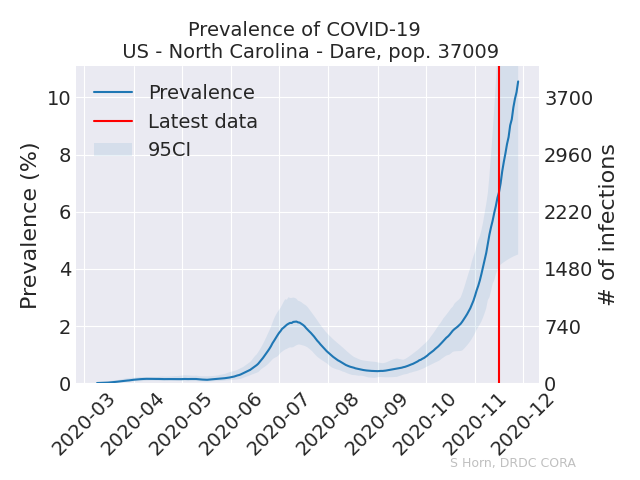 Prevalence of COVID-19
US - North Carolina - Dare, pop. 37009
Prevalence
Latest data
95CI
Prevalence (%)
10
8
6
4
2
0
3700
2960
2220
1480
740
0
# of infections
2020-03
2020-04
2020-05
2020-06
2020-07
2020-08
2020-09
2020-10
2020-11
2020-12
S Horn, DRDC CORA